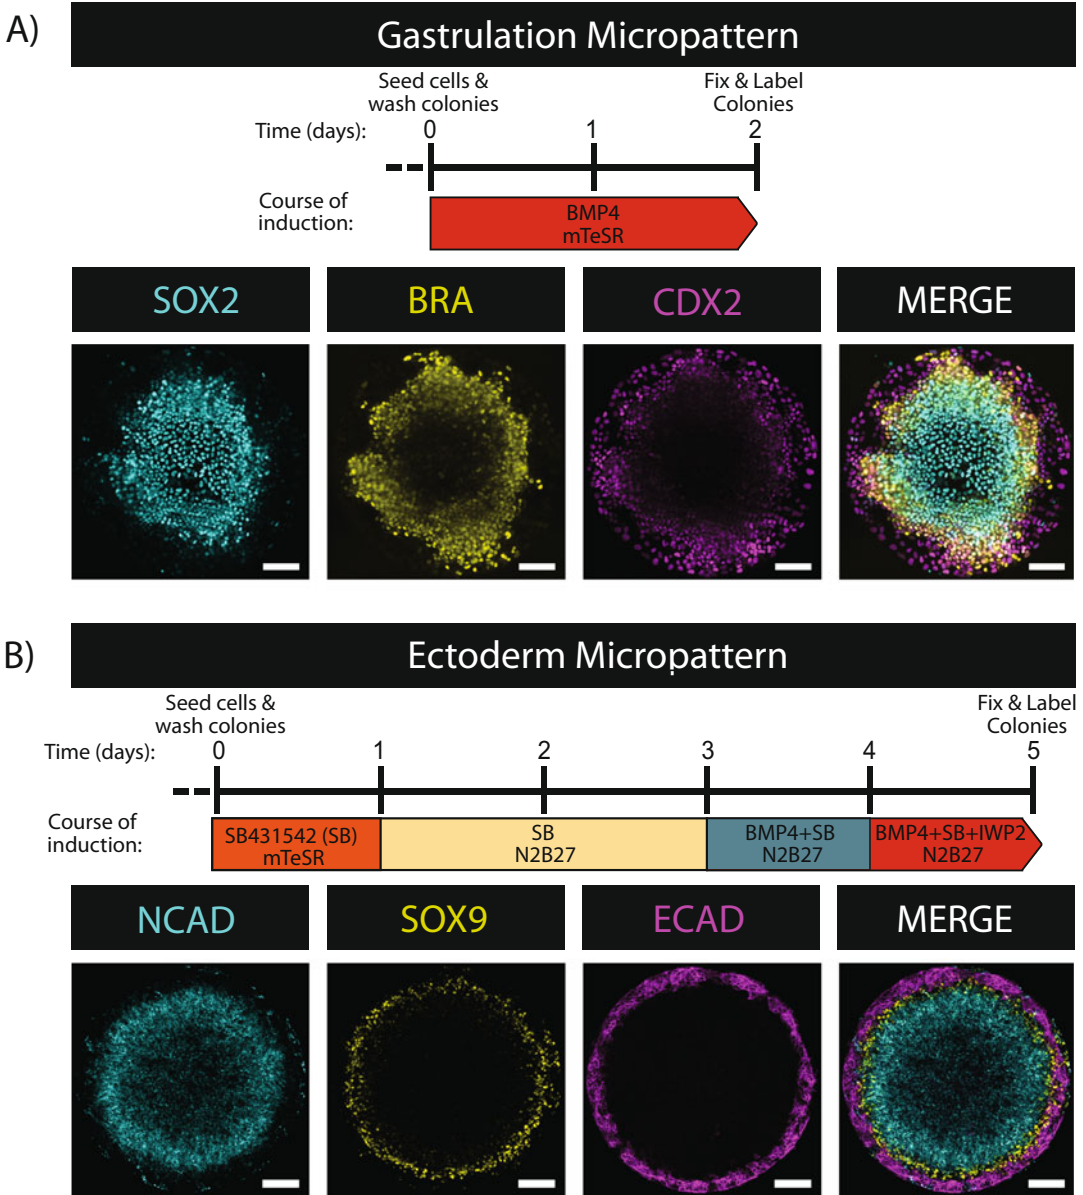 A)
Gastrulation Micropattern
Seed cells &
wash colonies
Fix & Label
Colonies
Time (days):
0
1
2
Course of
induction:
BMP4
mTeSR
SOX2
BRA
CDX2
MERGE
B)
Ectoderm Micropattern
Seed cells &
wash colonies
Fix & Label
Colonies
Time (days):
0
1
2
3
4
5
Course of
induction:
SB431542 (SB)
mTeSR
SB
N2B27
BMP4+SB
N2B27
BMP4+SB+IWP2
N2B27
NCAD
SOX9
ECAD
MERGE